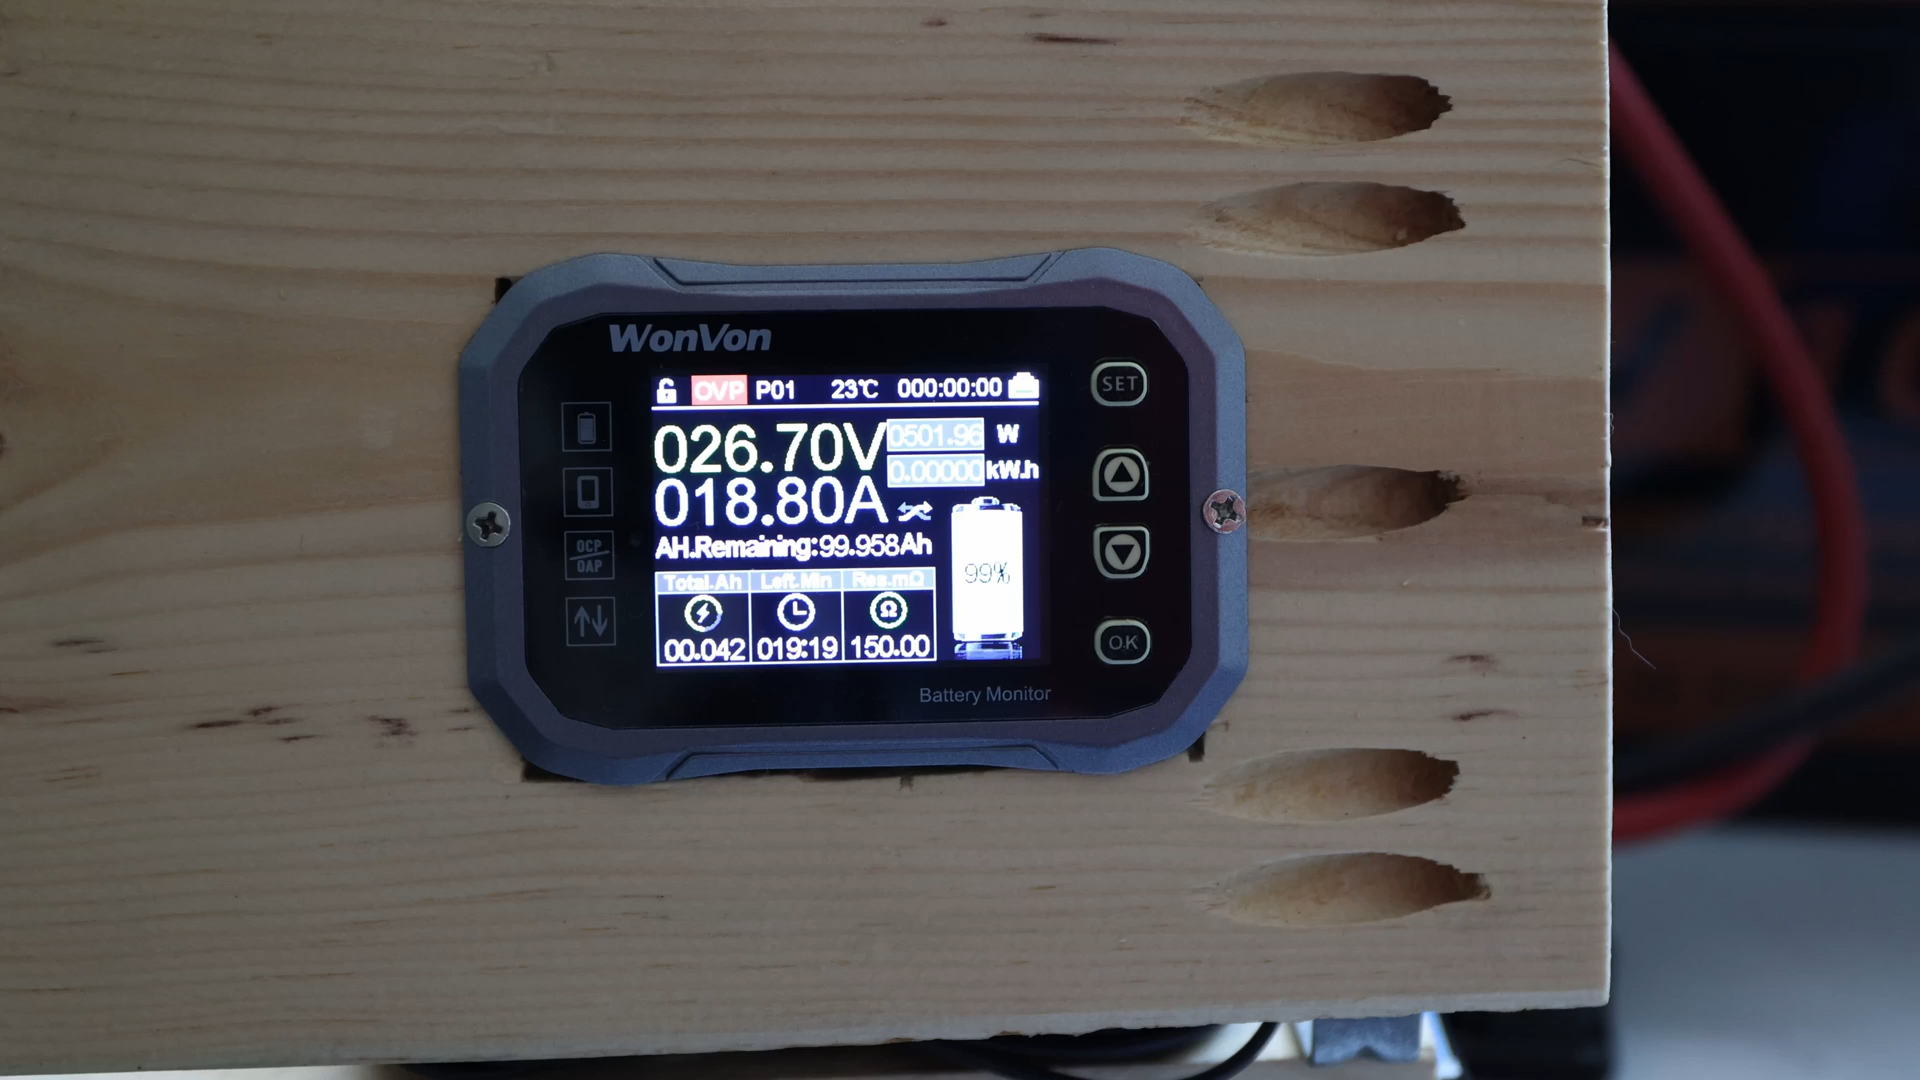 WonVon
OVP P01 23℃ 000:00:00
026.70V 0501.96 W
0.00000 kW.h
018.80A
AH.Remaining:99.958Ah
99%
Total.Ah Left.Min Res.mΩ
Ω
00.042 019:19 150.00
Battery Monitor
SET
OK
OCP
OAP